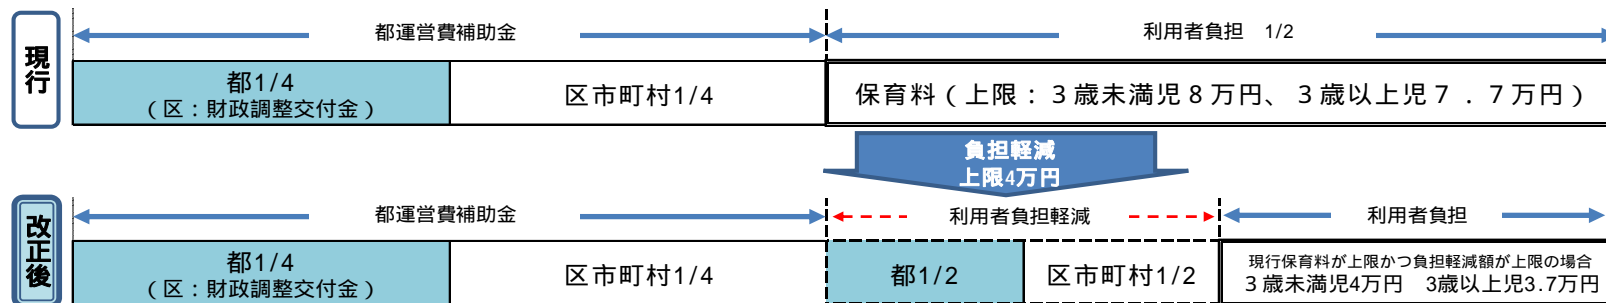 現行
都運営費補助金
利用者負担 1/2
都1/4
（区：財政調整交付金）
区市町村1/4
保育料（上限：３歳未満児８万円、３歳以上児７．７万円）
負担軽減
上限4万円
改正後
都運営費補助金
利用者負担軽減
利用者負担
都1/4
（区：財政調整交付金）
区市町村1/4
都1/2
区市町村1/2
現行保育料が上限かつ負担軽減額が上限の場合
３歳未満児4万円 3歳以上児3.7万円